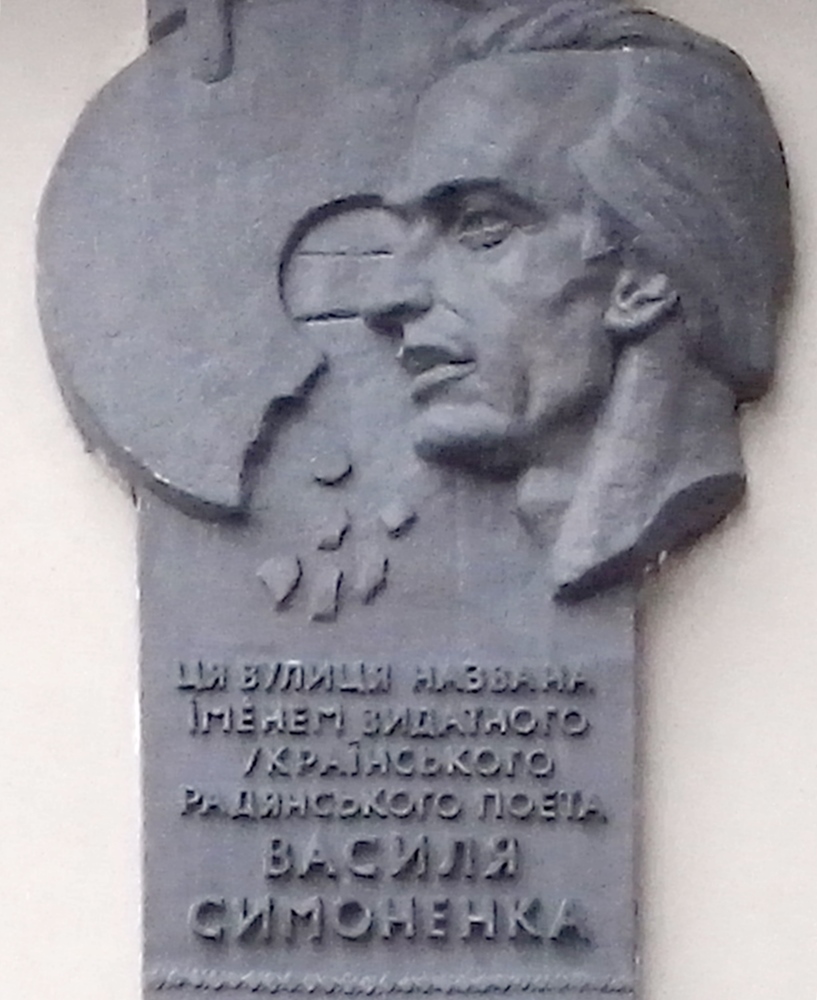 ЦЯ ВУЛИЦЯ НАЗВАНА
ІМЕНЕМ ВИДАТНОГО
УКРАЇНСЬКОГО
РАДЯНСЬКОГО ПОЕТА
ВАСИЛЯ
СИМОНЕНКА